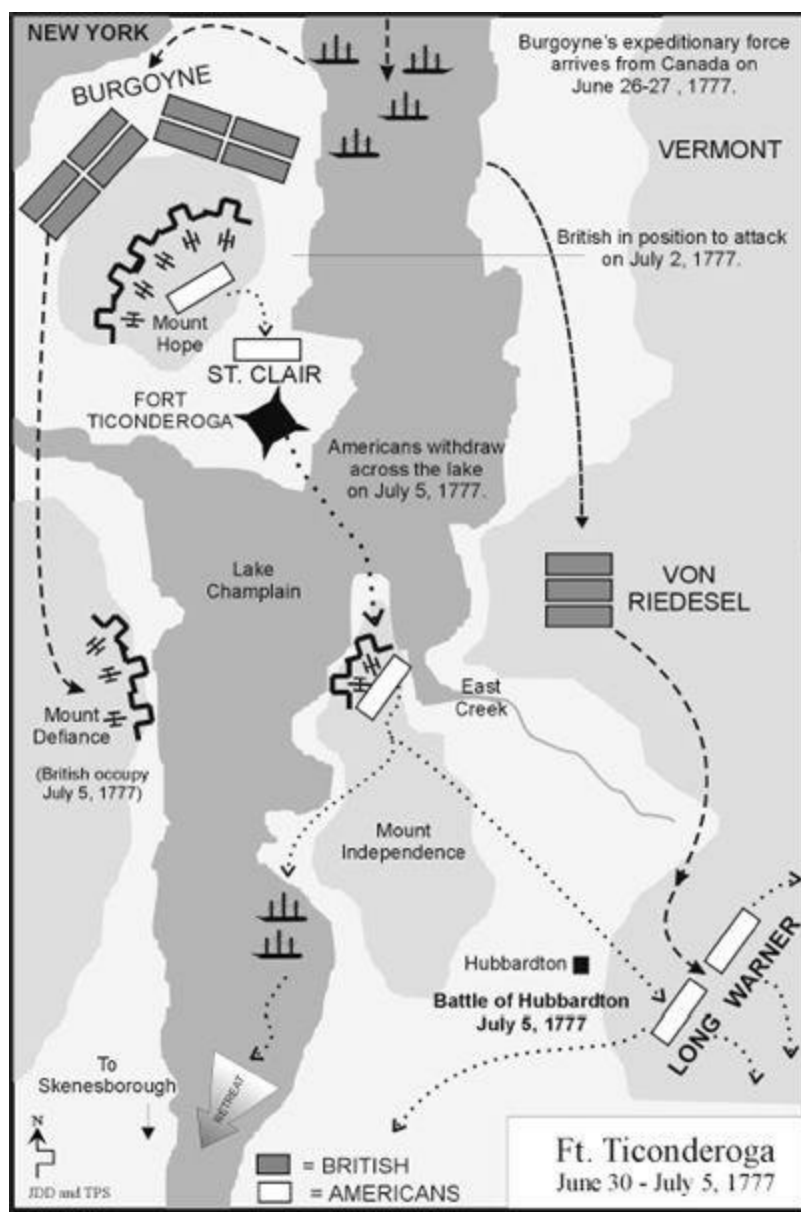 NEW YORK
BURGOYNE
Burgoyne's expeditionary force
arrives from Canada on
June 26-27 , 1777.
VERMONT
British in position to attack
on July 2, 1777.
Mount
Hope
ST. CLAIR
FORT
TICONDEROGA
Americans withdraw
across the lake
on July 5, 1777.
Lake
Champlain
VON
RIEDESEL
Mount
Defiance
(British occupy
July 5, 1777)
East
Creek
Mount
Independence
Hubbardton
Battle of Hubbardton
July 5, 1777
LONG
WARNER
To
Skenesborough
RETREAT
N
JDD and TPS
= BRITISH
= AMERICANS
Ft. Ticonderoga
June 30 - July 5, 1777